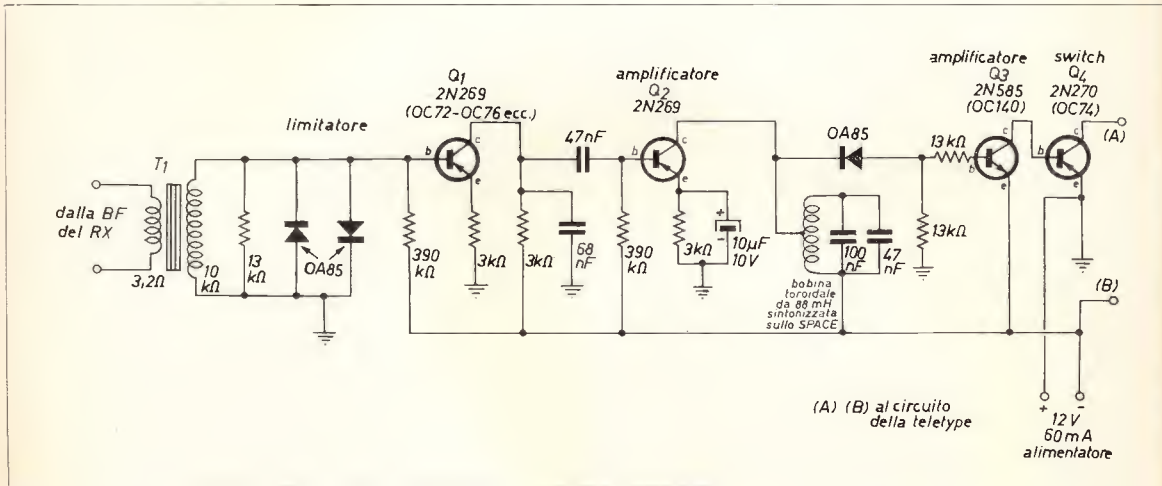 T1
dalla BF
del RX
3,2Ω
10
kΩ
limitatore
13
kΩ
OA85
Q1
2N269
(OC72-OC76 ecc.)
b
c
e
390
kΩ
3kΩ
3kΩ
47nF
68
nF
amplificatore
Q2
2N269
b
c
e
390
kΩ
3kΩ
+
-
10µF
10V
OA85
bobina
toroidale
da 88 mH
sintonizzata
sullo SPACE
100
nF
47
nF
13kΩ
13kΩ
amplificatore
Q3
2N585
(OC140)
b
c
e
switch
Q4
2N270
(OC74)
b
c
e
(A)
(B)
(A) (B) al circuito
della teletype
+
-
12V
60mA
alimentatore